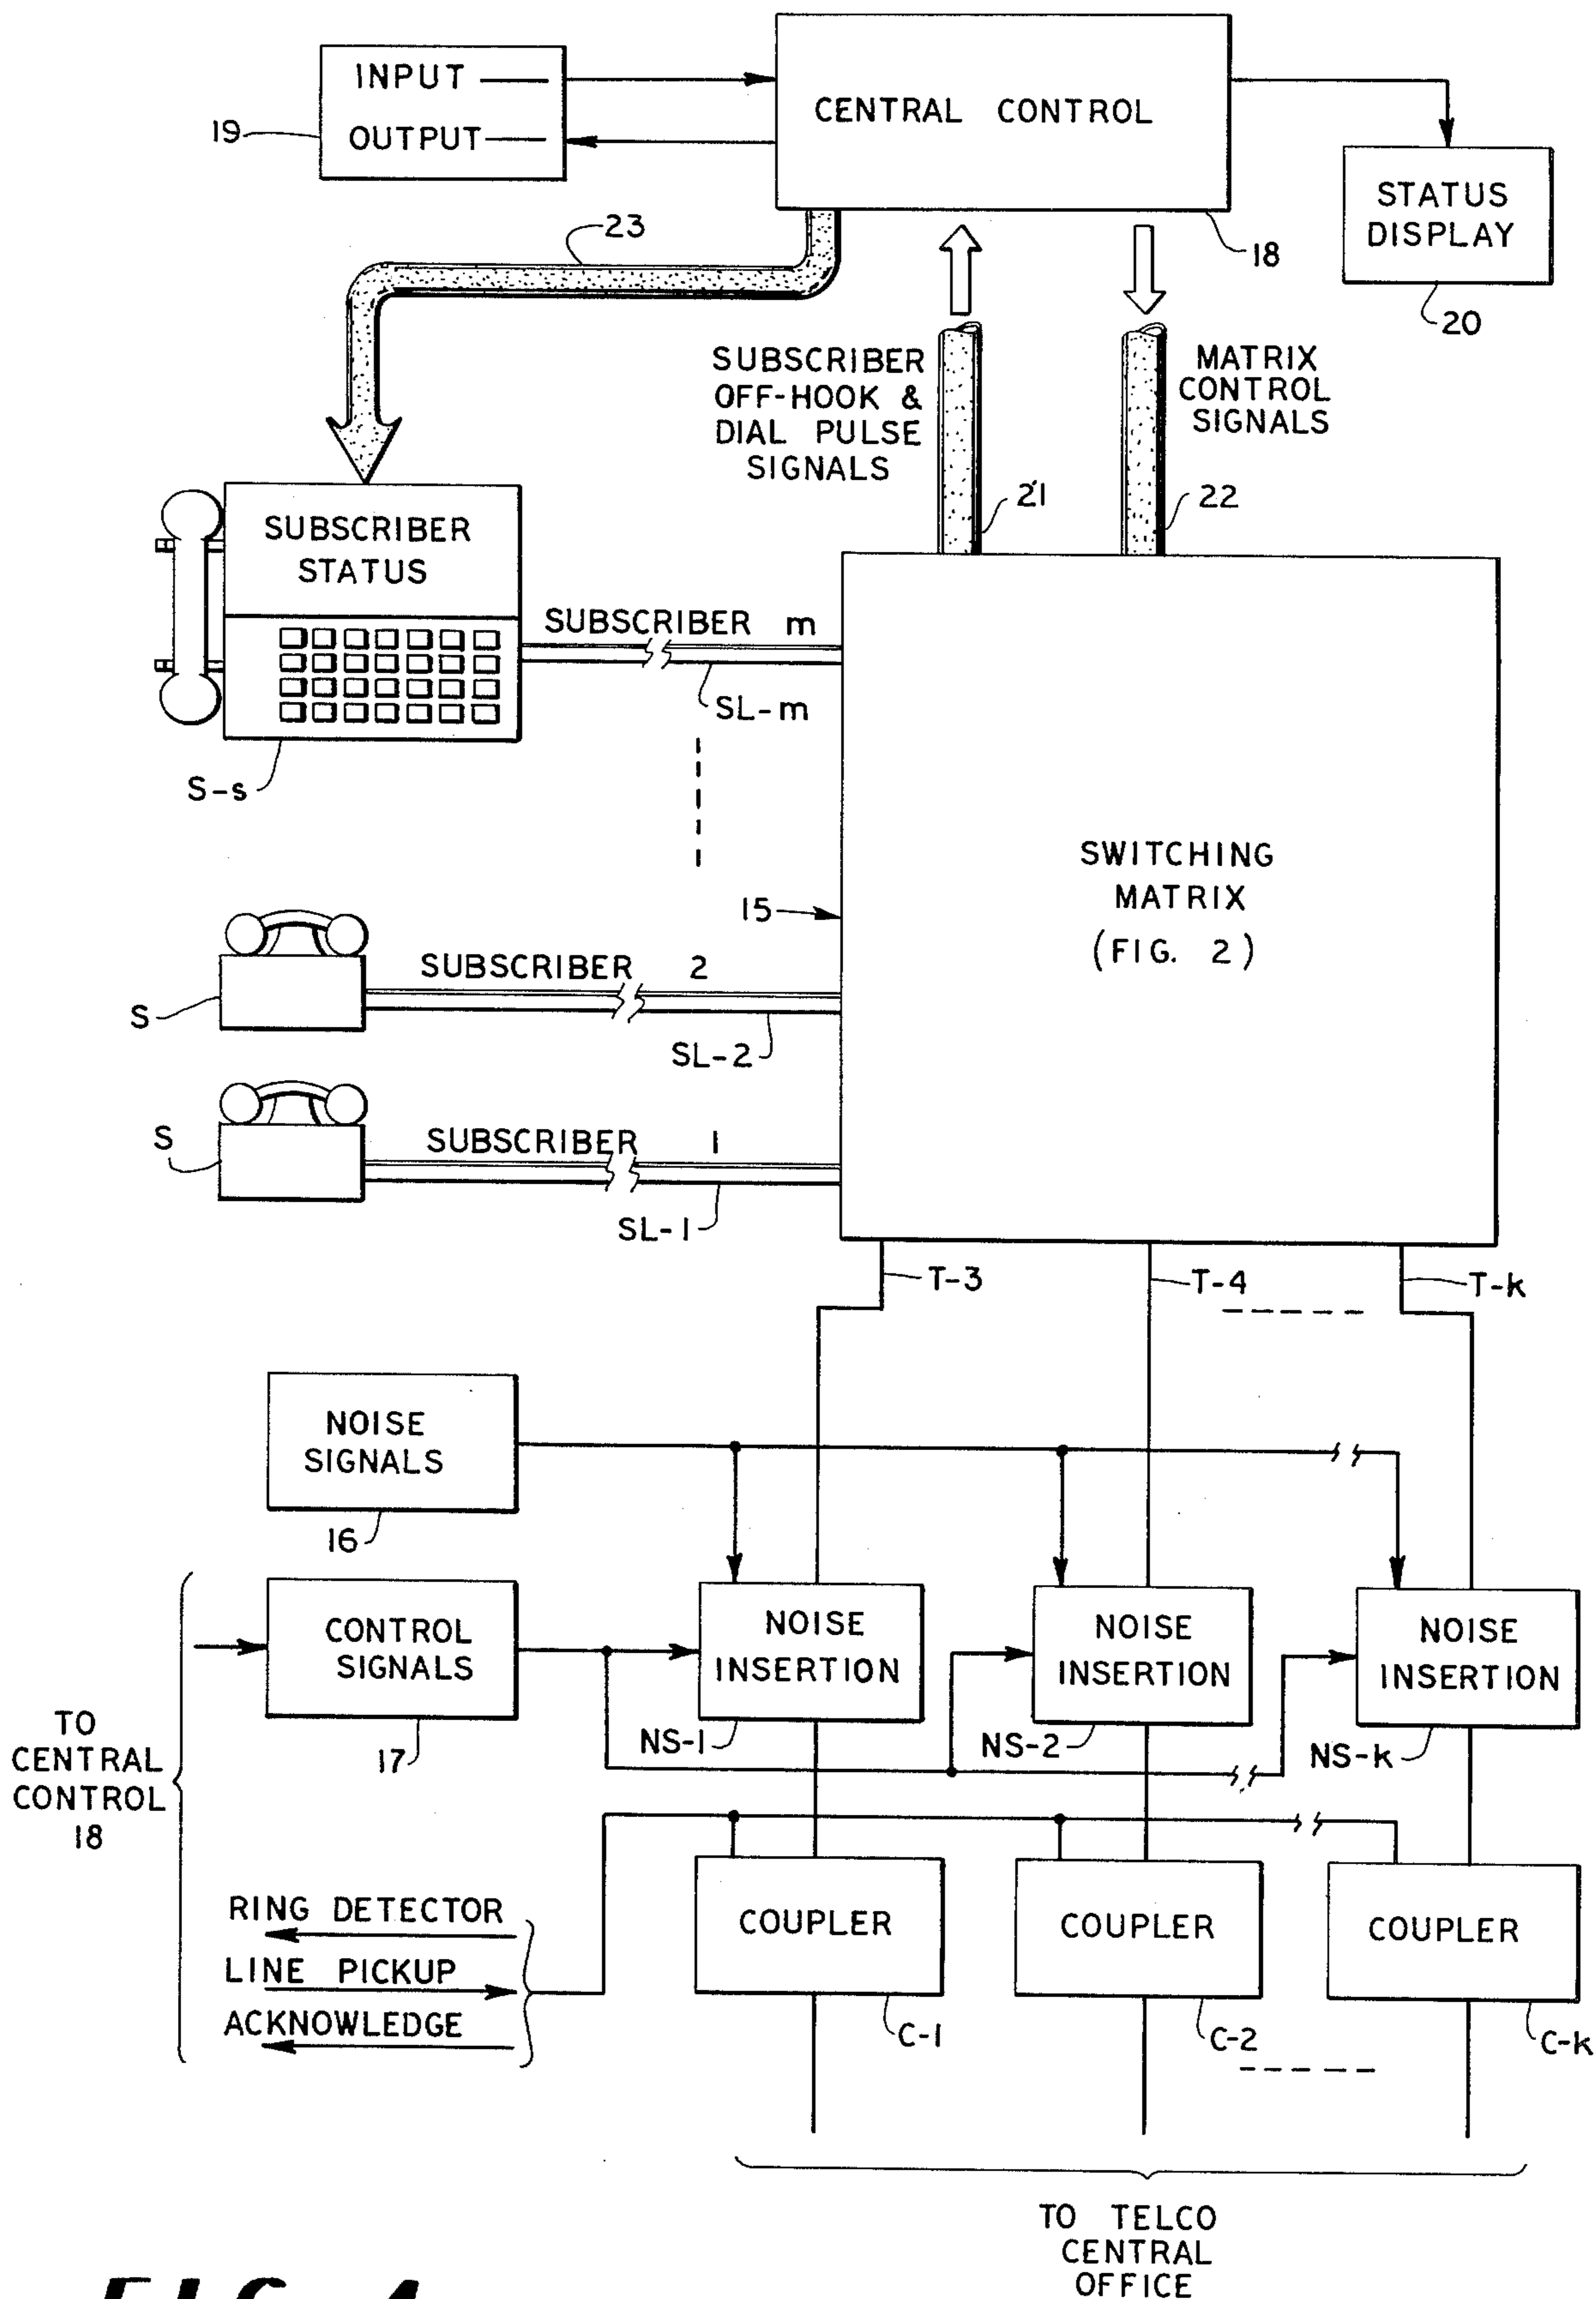 INPUT
CENTRAL CONTROL
19
OUTPUT
STATUS
DISPLAY
23
18
20
SUBSCRIBER
OFF-HOOK &
DIAL PULSE
SIGNALS
MATRIX
CONTROL
SIGNALS
21
22
SUBSCRIBER
STATUS
SUBSCRIBER m
SL-m
S-s
SWITCHING
MATRIX
(FIG. 2)
15
SUBSCRIBER 2
S
SL-2
SUBSCRIBER 1
S
SL-1
T-3
T-4
T-k
NOISE
SIGNALS
16
CONTROL
SIGNALS
17
NOISE
INSERTION
NOISE
INSERTION
NOISE
INSERTION
NS-1
NS-2
NS-k
TO
CENTRAL
CONTROL
18
RING DETECTOR
LINE PICKUP
ACKNOWLEDGE
COUPLER
COUPLER
COUPLER
C-1
C-2
C-k
TO TELCO
CENTRAL
OFFICE